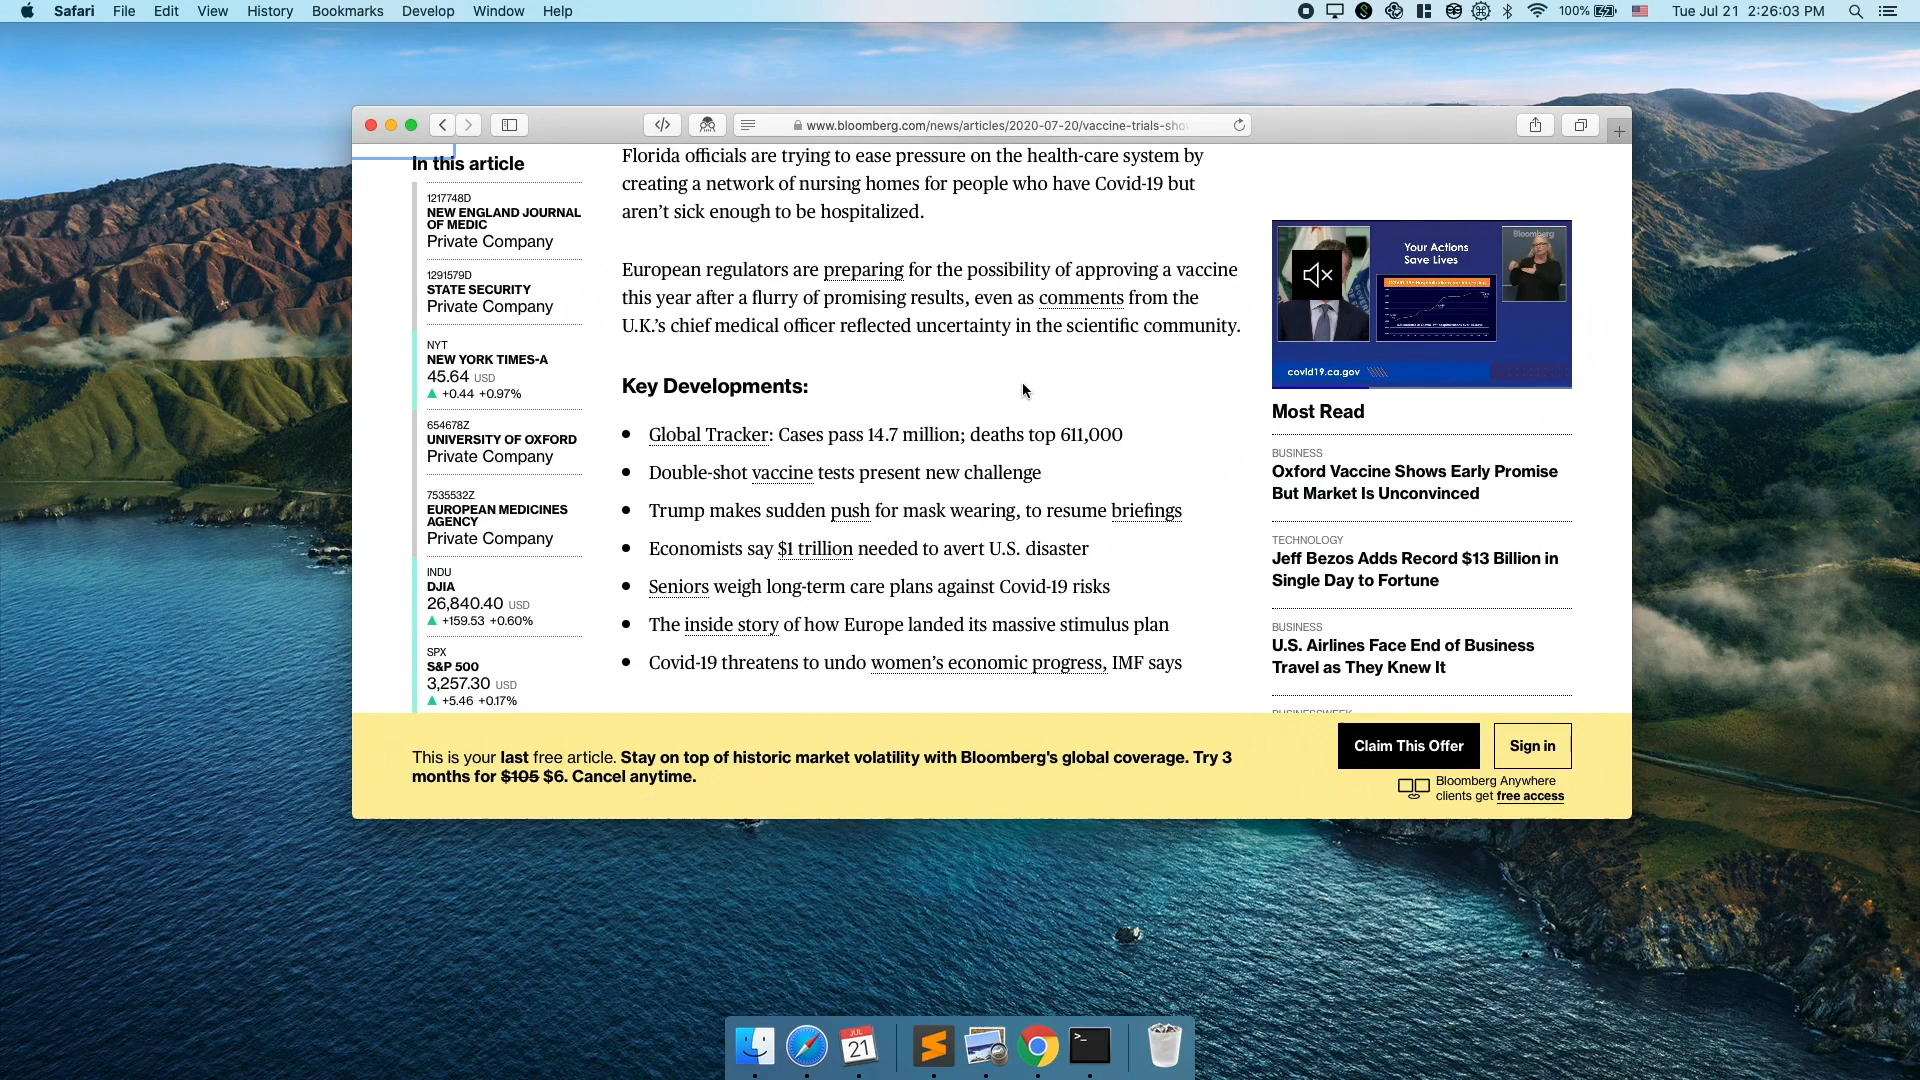 Safari File Edit View History Bookmarks Develop Window Help
100% Tue Jul 21 2:26:03 PM
www.bloomberg.com/news/articles/2020-07-20/vaccine-trials-sho
In this article
1217748D
NEW ENGLAND JOURNAL
OF MEDIC
Private Company
1291579D
STATE SECURITY
Private Company
NYT
NEW YORK TIMES-A
45.64 USD
▲ +0.44 +0.97%
654678Z
UNIVERSITY OF OXFORD
Private Company
7535532Z
EUROPEAN MEDICINES
AGENCY
Private Company
INDU
DJIA
26,840.40 USD
▲ +159.53 +0.60%
SPX
S&P 500
3,257.30 USD
▲ +5.46 +0.17%
Florida officials are trying to ease pressure on the health-care system by
creating a network of nursing homes for people who have Covid-19 but
aren’t sick enough to be hospitalized.
European regulators are preparing for the possibility of approving a vaccine
this year after a flurry of promising results, even as comments from the
U.K.’s chief medical officer reflected uncertainty in the scientific community.
Key Developments:
• Global Tracker: Cases pass 14.7 million; deaths top 611,000
• Double-shot vaccine tests present new challenge
• Trump makes sudden push for mask wearing, to resume briefings
• Economists say $1 trillion needed to avert U.S. disaster
• Seniors weigh long-term care plans against Covid-19 risks
• The inside story of how Europe landed its massive stimulus plan
• Covid-19 threatens to undo women’s economic progress, IMF says
Your Actions
Save Lives
Bloomberg
covid19.ca.gov
Most Read
BUSINESS
Oxford Vaccine Shows Early Promise
But Market Is Unconvinced
TECHNOLOGY
Jeff Bezos Adds Record $13 Billion in
Single Day to Fortune
BUSINESS
U.S. Airlines Face End of Business
Travel as They Knew It
BUSINESSWEEK
This is your last free article. Stay on top of historic market volatility with Bloomberg's global coverage. Try 3
months for $105 $6. Cancel anytime.
Claim This Offer
Sign in
Bloomberg Anywhere
clients get free access
JUL
21